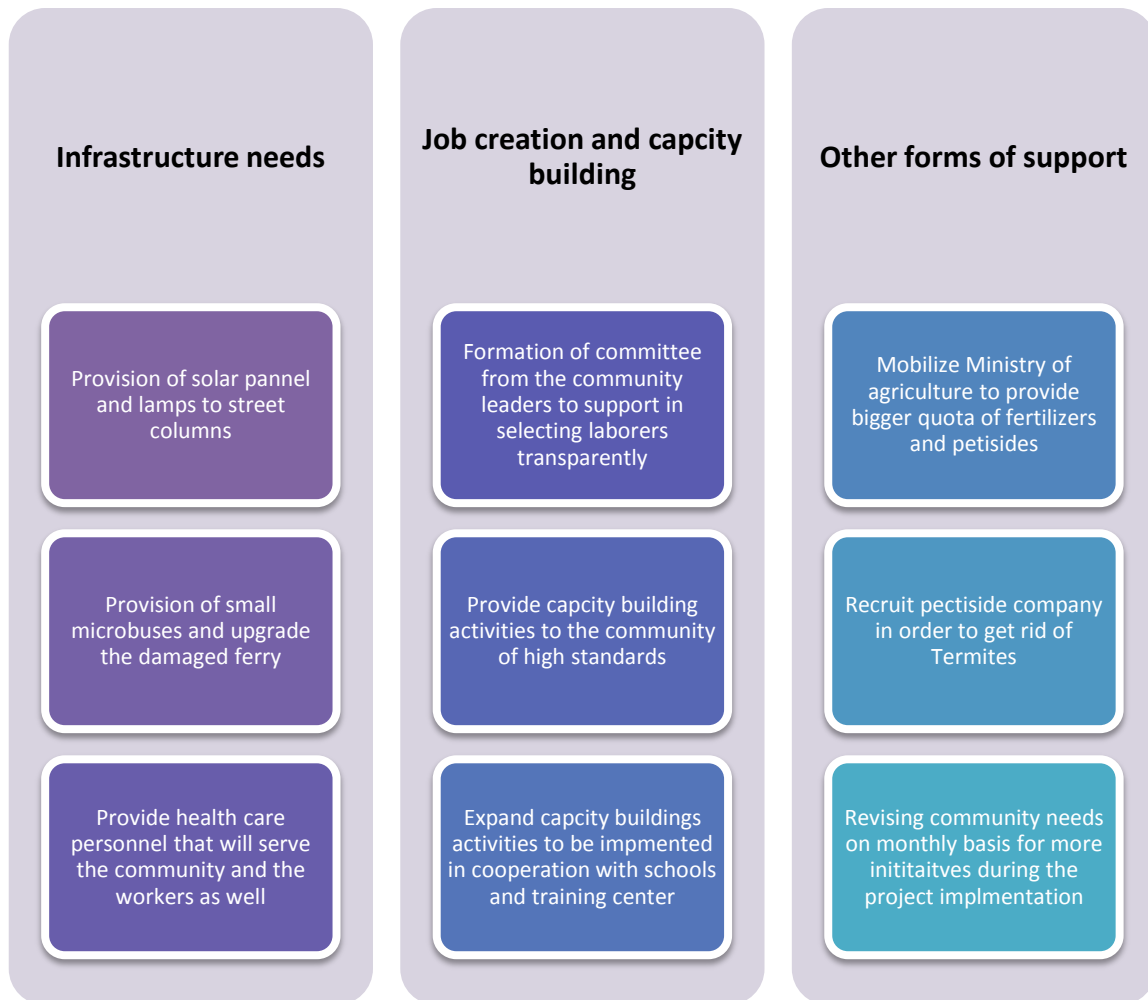 Infrastructure needs
Provision of solar pannel
and lamps to street
columns
Provision of small
microbuses and upgrade
the damaged ferry
Provide health care
personnel that will serve
the community and the
workers as well
Job creation and capcity
building
Formation of committee
from the community
leaders to support in
selecting laborers
transparently
Provide capcity building
activities to the community
of high standards
Expand capcity buildings
activities to be impmented
in cooperation with schools
and training center
Other forms of support
Mobilize Ministry of
agriculture to provide
bigger quota of fertilizers
and petisides
Recruit pectiside company
in order to get rid of
Termites
Revising community needs
on monthly basis for more
inititaitves during the
project implmentation